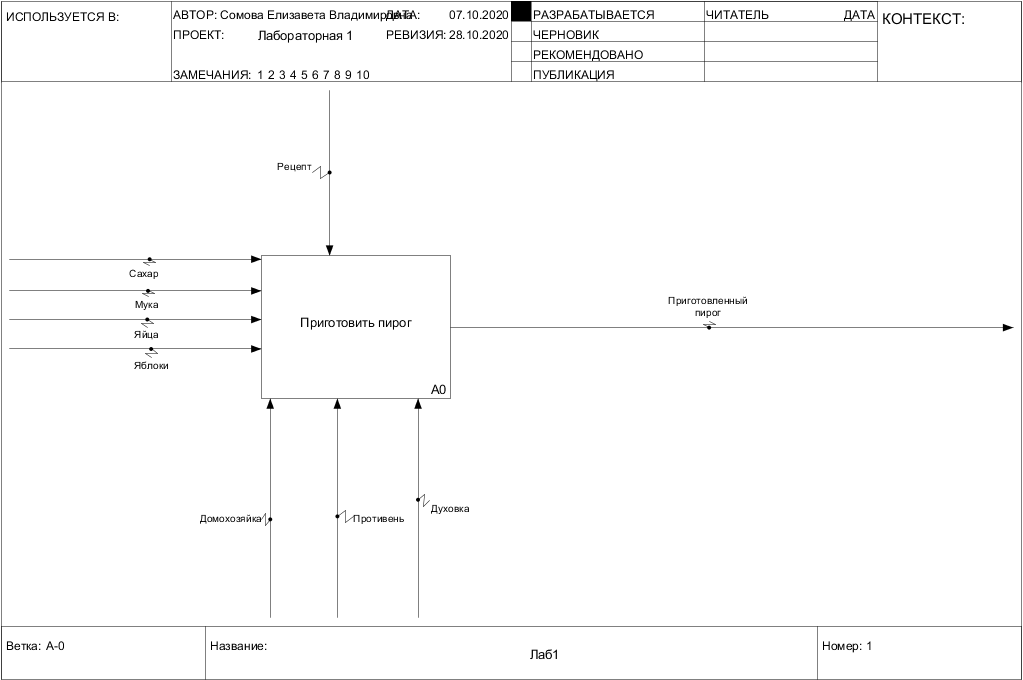 ИСПОЛЬЗУЕТСЯ В:
АВТОР: Сомова Елизавета Владимировна
ДАТА: 07.10.2020
ПРОЕКТ: Лабораторная 1
РЕВИЗИЯ: 28.10.2020
ЗАМЕЧАНИЯ: 1 2 3 4 5 6 7 8 9 10
РАЗРАБАТЫВАЕТСЯ
ЧЕРНОВИК
РЕКОМЕНДОВАНО
ПУБЛИКАЦИЯ
ЧИТАТЕЛЬ ДАТА
КОНТЕКСТ:
Рецепт
Сахар
Мука
Яйца
Яблоки
Приготовить пирог
A0
Приготовленный
пирог
Домохозяйка
Противень
Духовка
Ветка: A-0
Название:
Лаб1
Номер: 1